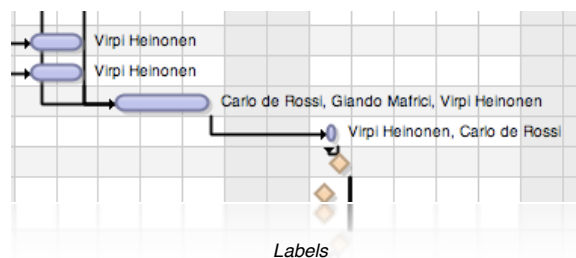 Virpi Heinonen
Virpi Heinonen
Carlo de Rossi, Giando Mafrici, Virpi Heinonen
Virpi Heinonen, Carlo de Rossi
Labels